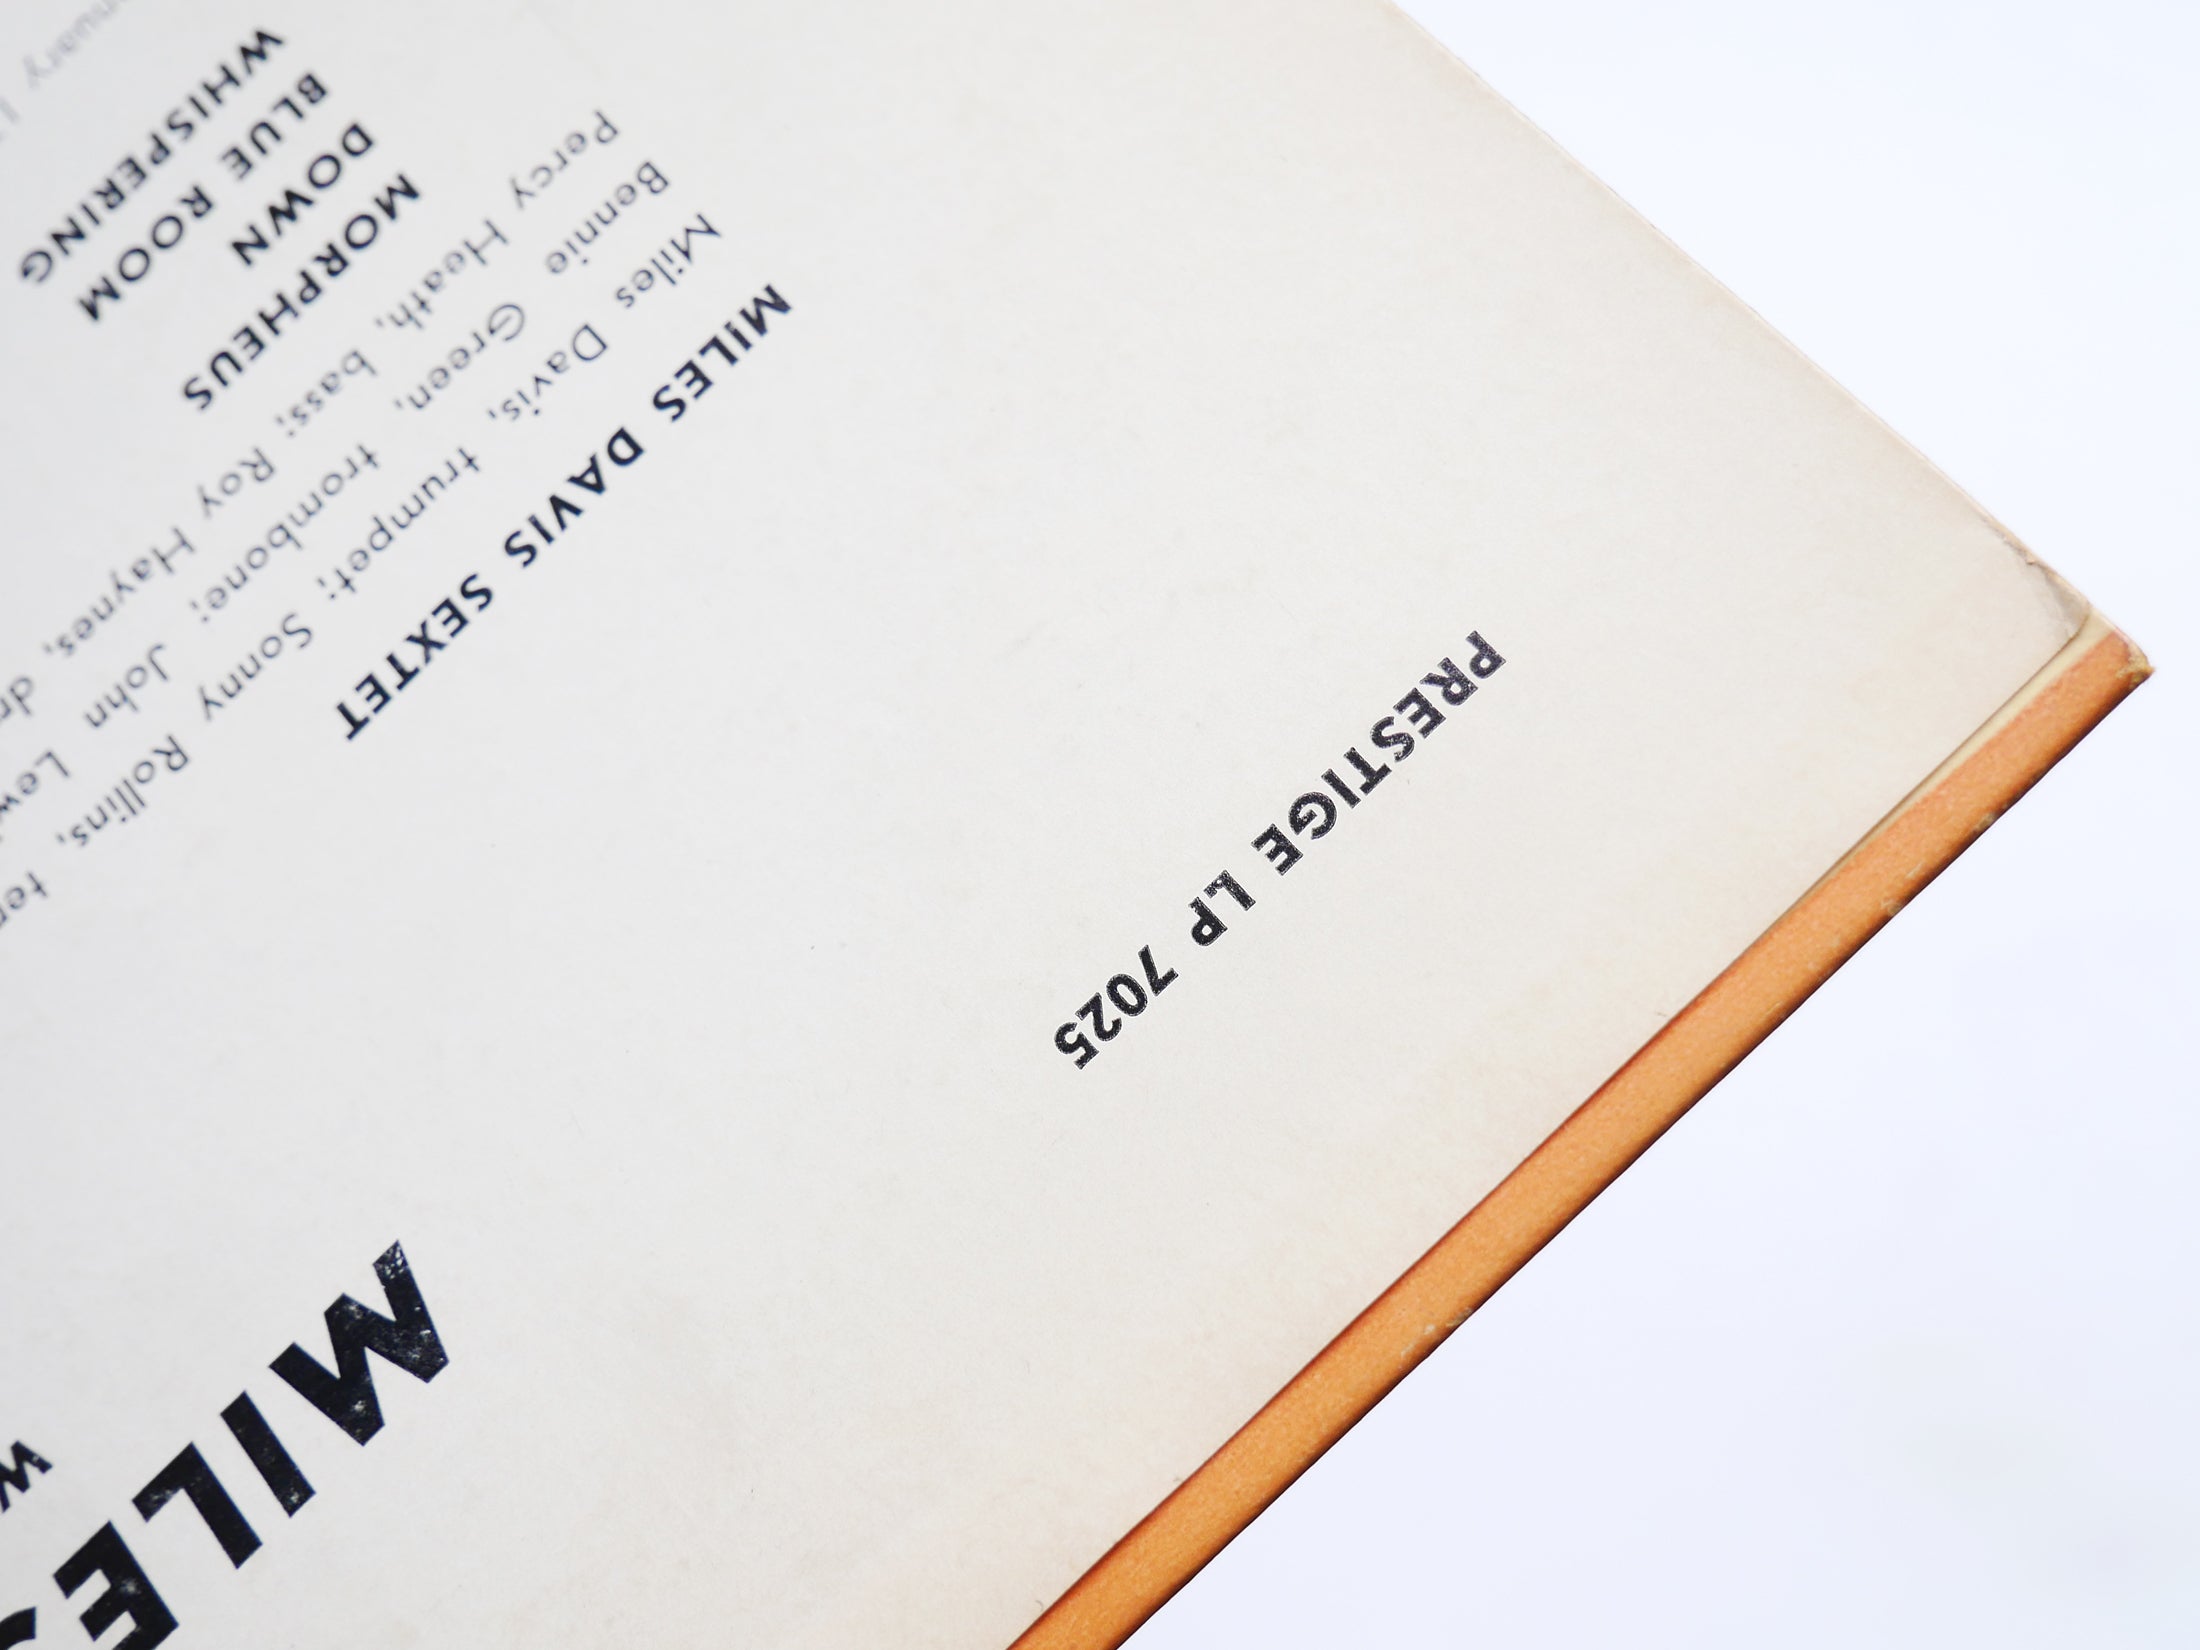 PRESTIGE LP 7025
MILES
MILES DAVIS SEXTET
Miles Davis, trumpet; Sonny Rollins,
Bennie Green, trombone; John
Percy Heath, bass; Roy Haynes,
MORPHEUS
DOWN
BLUE ROOM
WHISPERING